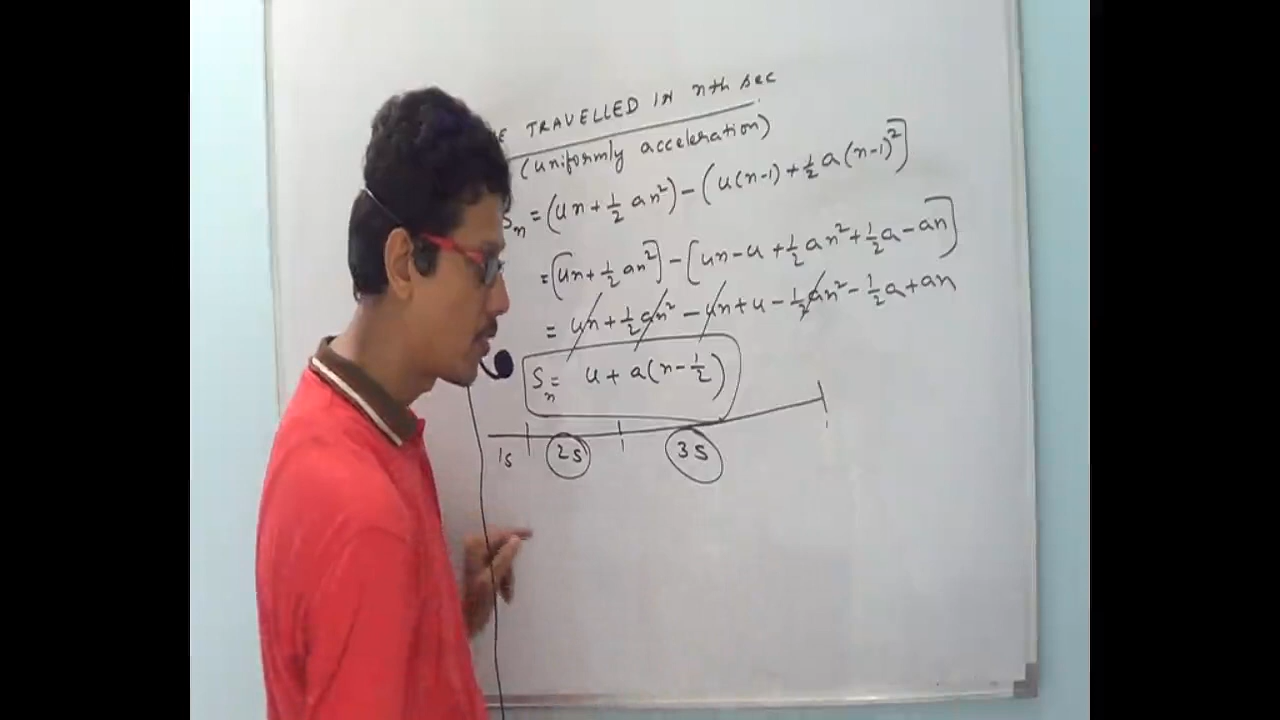 TRAVELLED IN nth sec
(uniformly acceleration)
Sₙ = (un + 1/2 an²) - (u(n-1) + 1/2 a(n-1)²]
= [un + 1/2 an²] - [un - u + 1/2 an² + 1/2 a - an]
= un + 1/2 an² - un + u - 1/2 an² - 1/2 a + an
Sₙ = u + a(n - 1/2)
1s 2s 3s